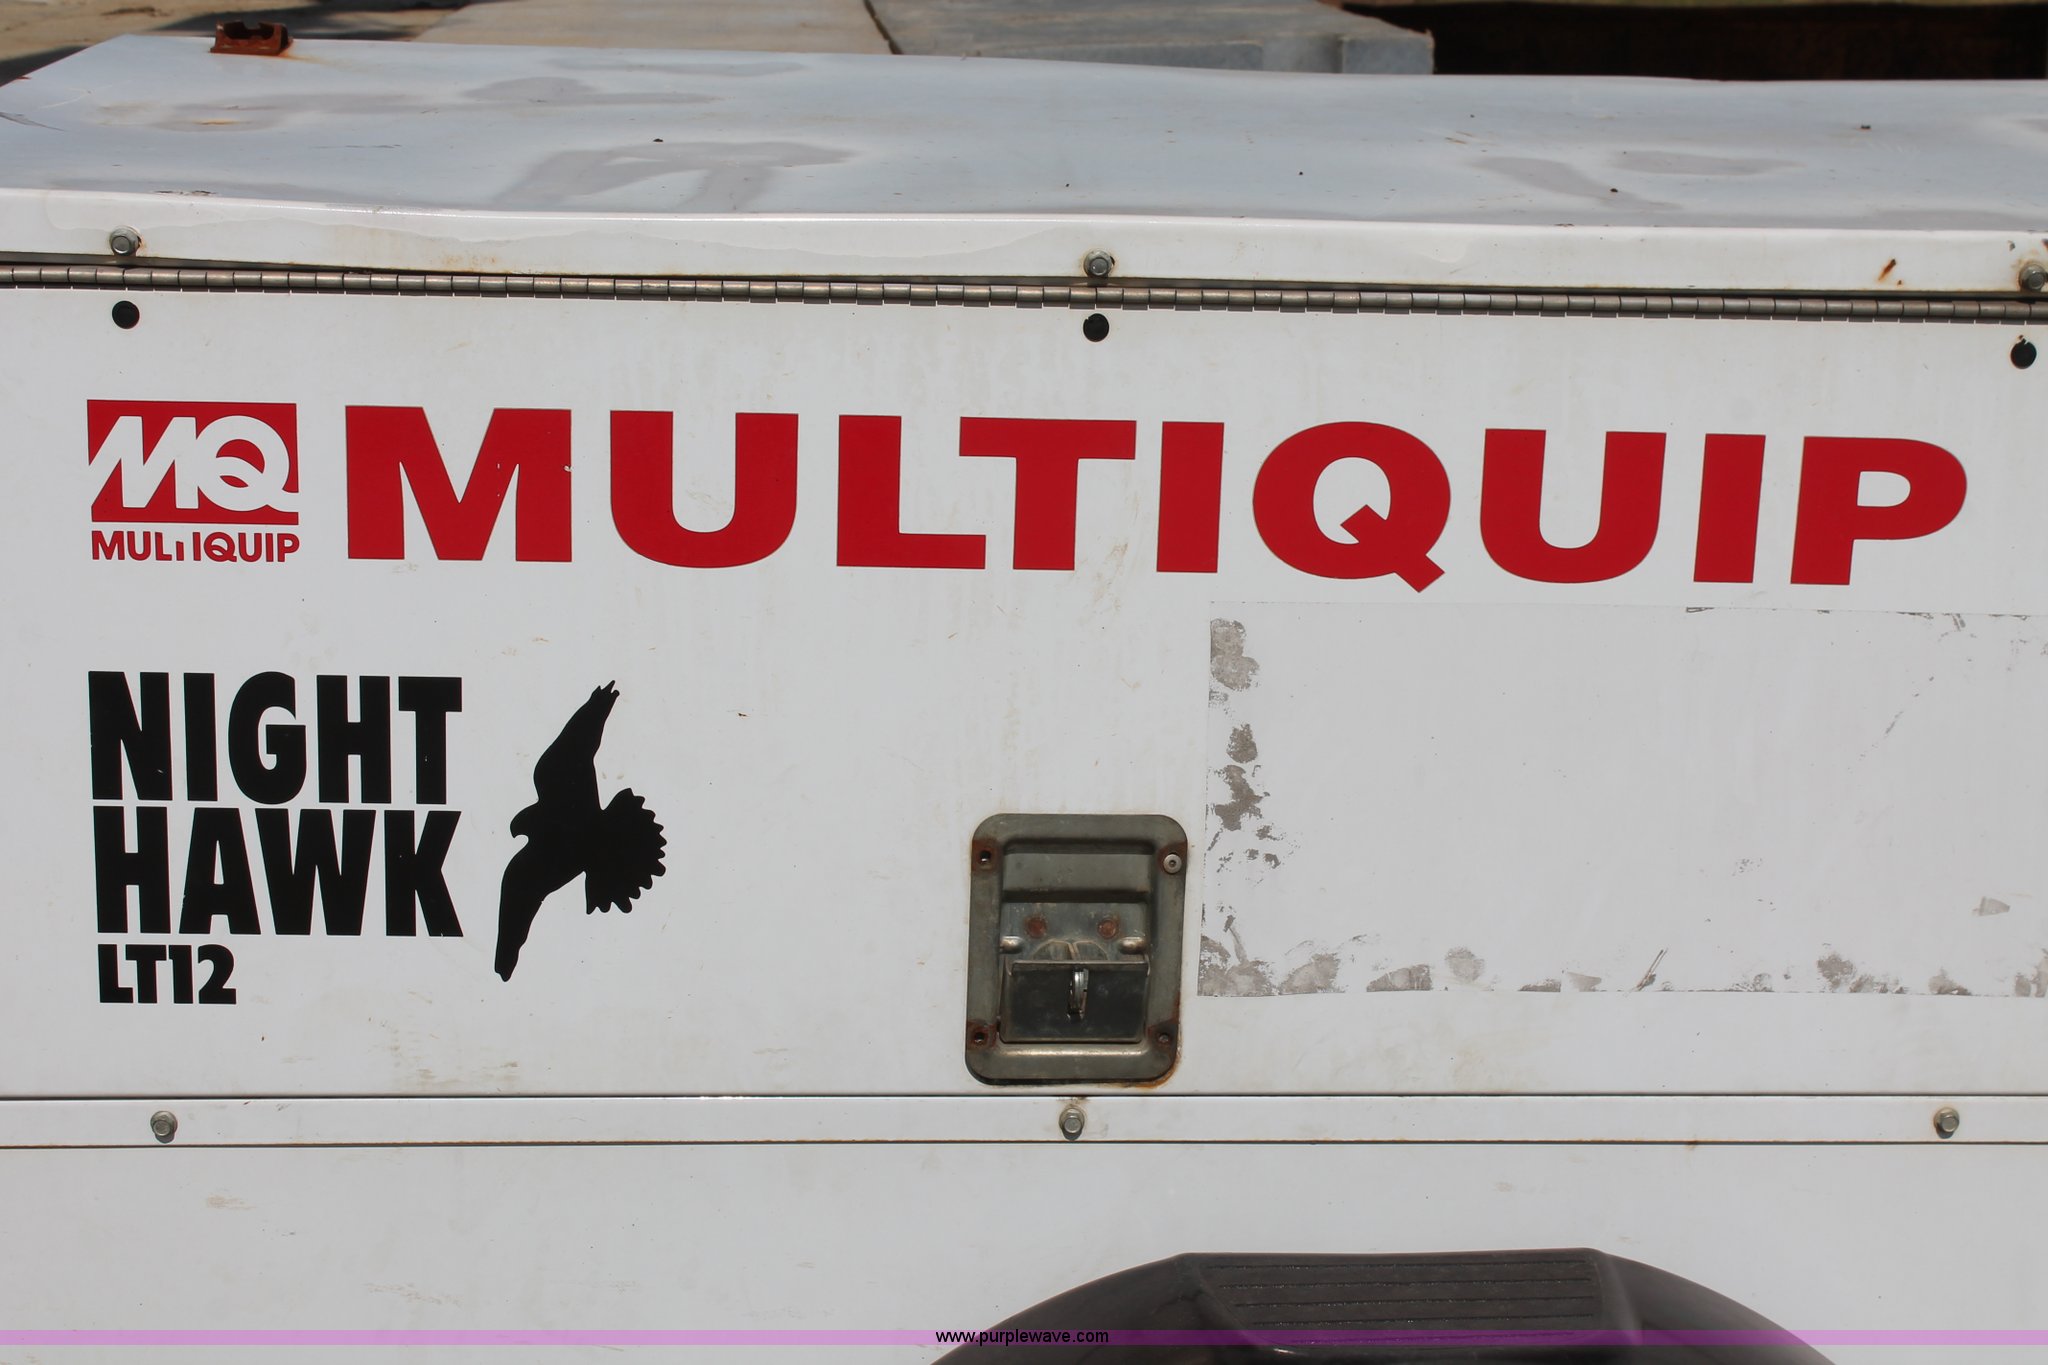 MQ MULTIQUIP
MULTIQUIP
NIGHT
HAWK
LT12
www.purplewave.com